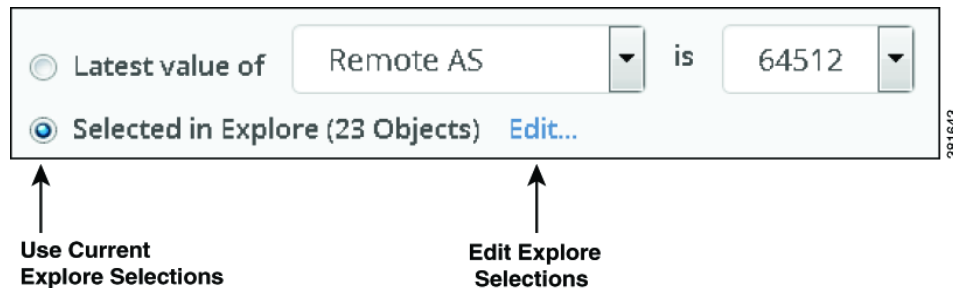 Latest value of Remote AS is 64512
Selected in Explore (23 Objects) Edit...
381643
Use Current
Explore Selections
Edit Explore
Selections